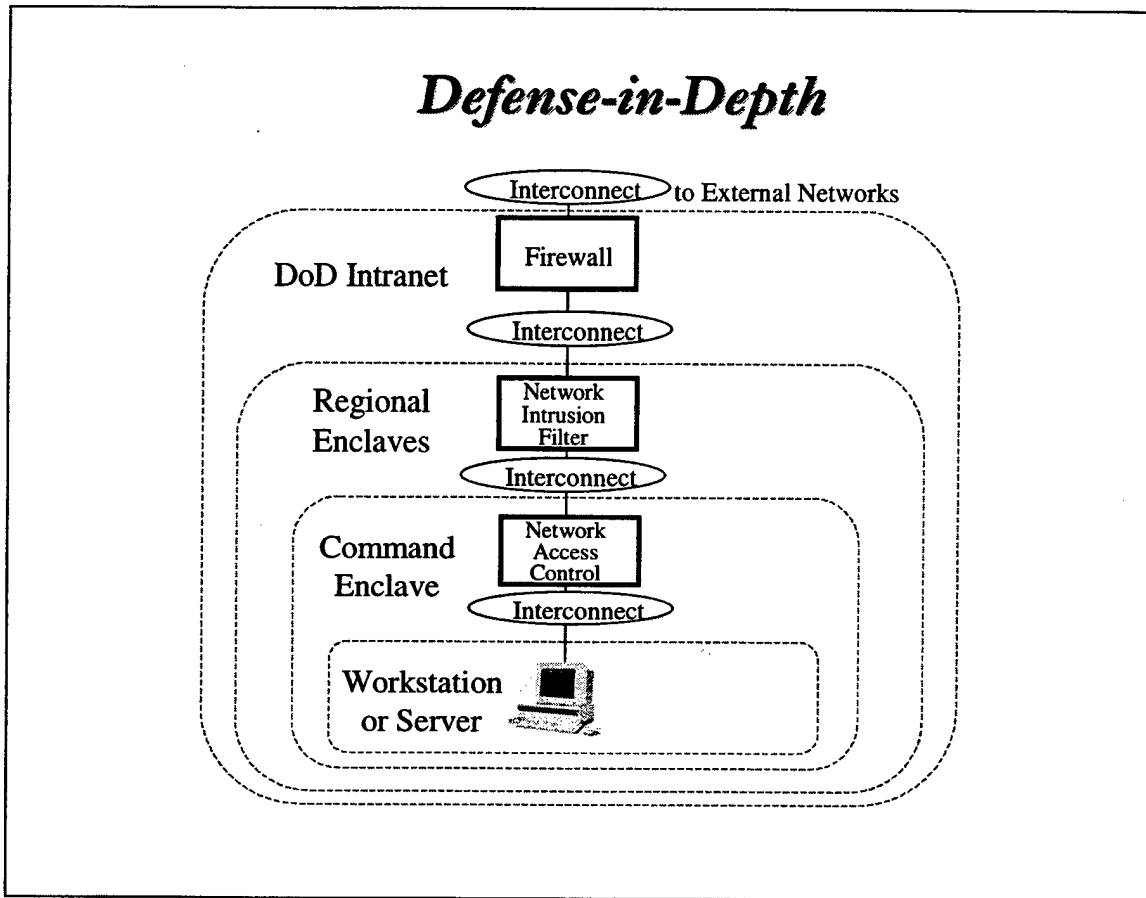 Defense-in-Depth
Interconnect to External Networks
Firewall
DoD Intranet
Interconnect
Regional
Enclaves
Network
Intrusion
Filter
Interconnect
Command
Enclave
Network
Access
Control
Interconnect
Workstation
or Server